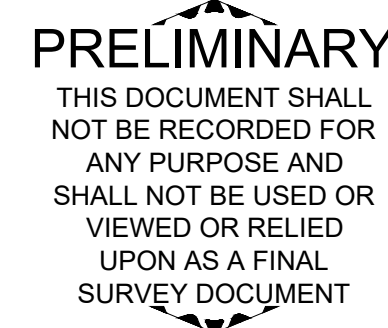 PRELIMINARY
THIS DOCUMENT SHALL
NOT BE RECORDED FOR
ANY PURPOSE AND
SHALL NOT BE USED OR
VIEWED OR RELIED
UPON AS A FINAL
SURVEY DOCUMENT